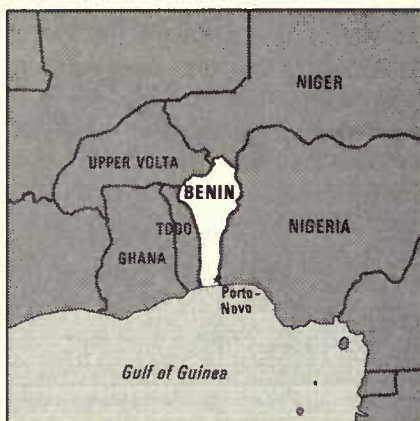 NIGER
UPPER VOLTA
BENIN
TOGO
GHANA
NIGERIA
Porto-
Novo
Gulf of Guinea